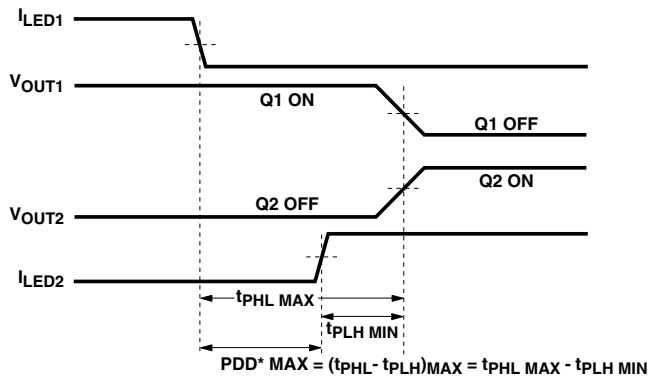 ILED1
VOUT1
Q1 ON
Q1 OFF
Q2 ON
Q2 OFF
VOUT2
ILED2
tPHL MAX
tPLH MIN
PDD* MAX = (tPHL- tPLH)MAX = tPHL MAX - tPLH MIN